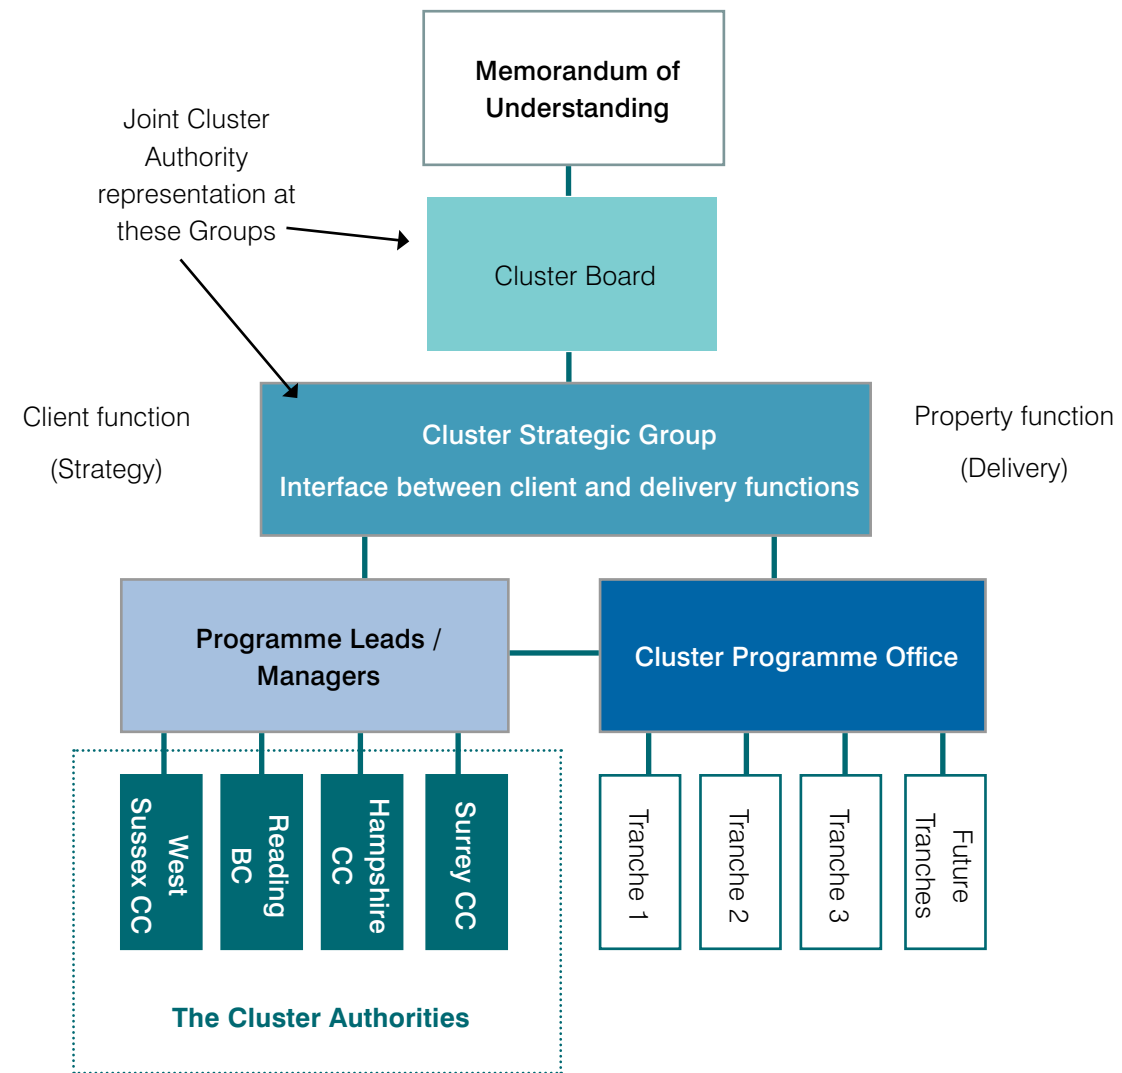 Memorandum of
Understanding
Joint Cluster
Authority
representation at
these Groups
Cluster Board
Client function
(Strategy)
Cluster Strategic Group
Interface between client and delivery functions
Property function
(Delivery)
Programme Leads /
Managers
Cluster Programme Office
West
Sussex CC
Reading
BC
Hampshire
CC
Surrey CC
Tranche 1
Tranche 2
Tranche 3
Future
Tranches
The Cluster Authorities